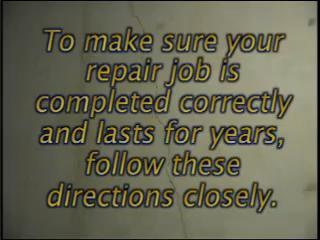 To make sure your
repair job is
completed correctly
and lasts for years,
follow these
directions closely.